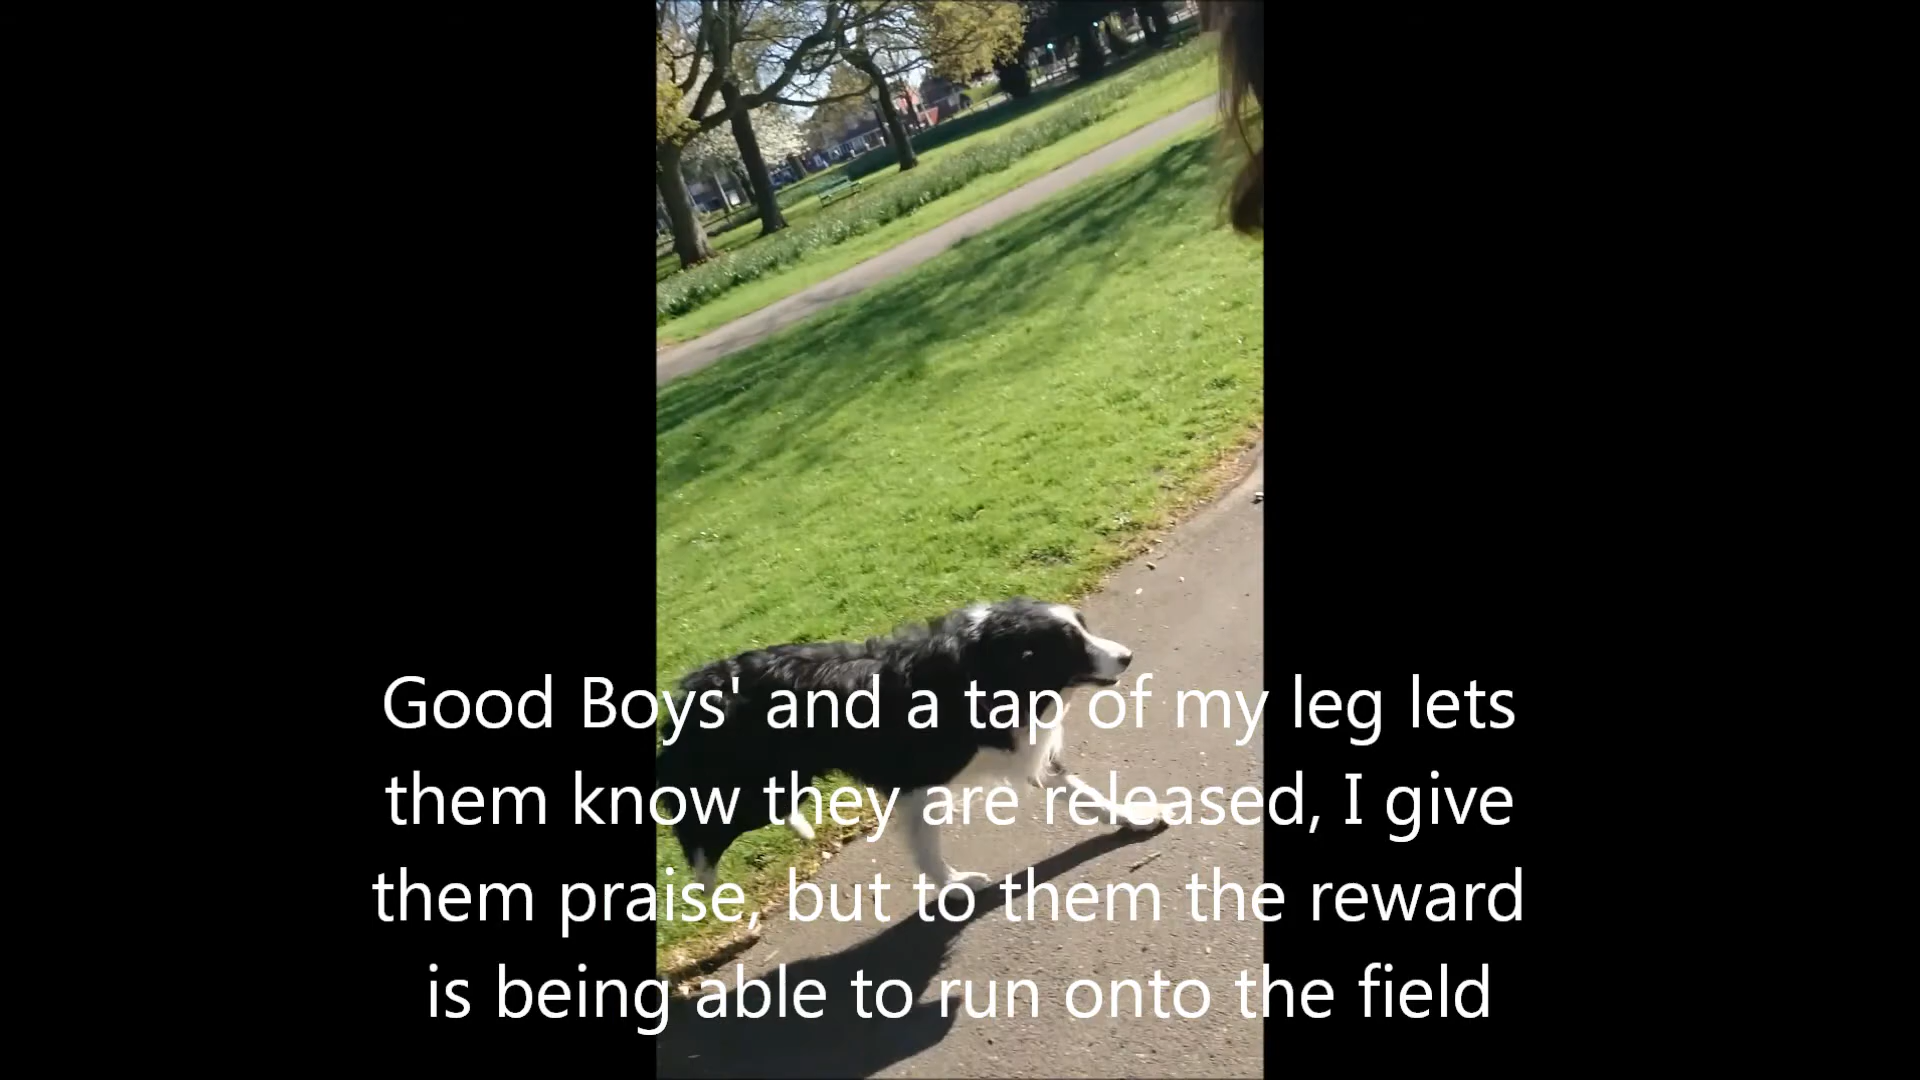 Good Boys' and a tap of my leg lets
them know they are released, I give
them praise, but to them the reward
is being able to run onto the field